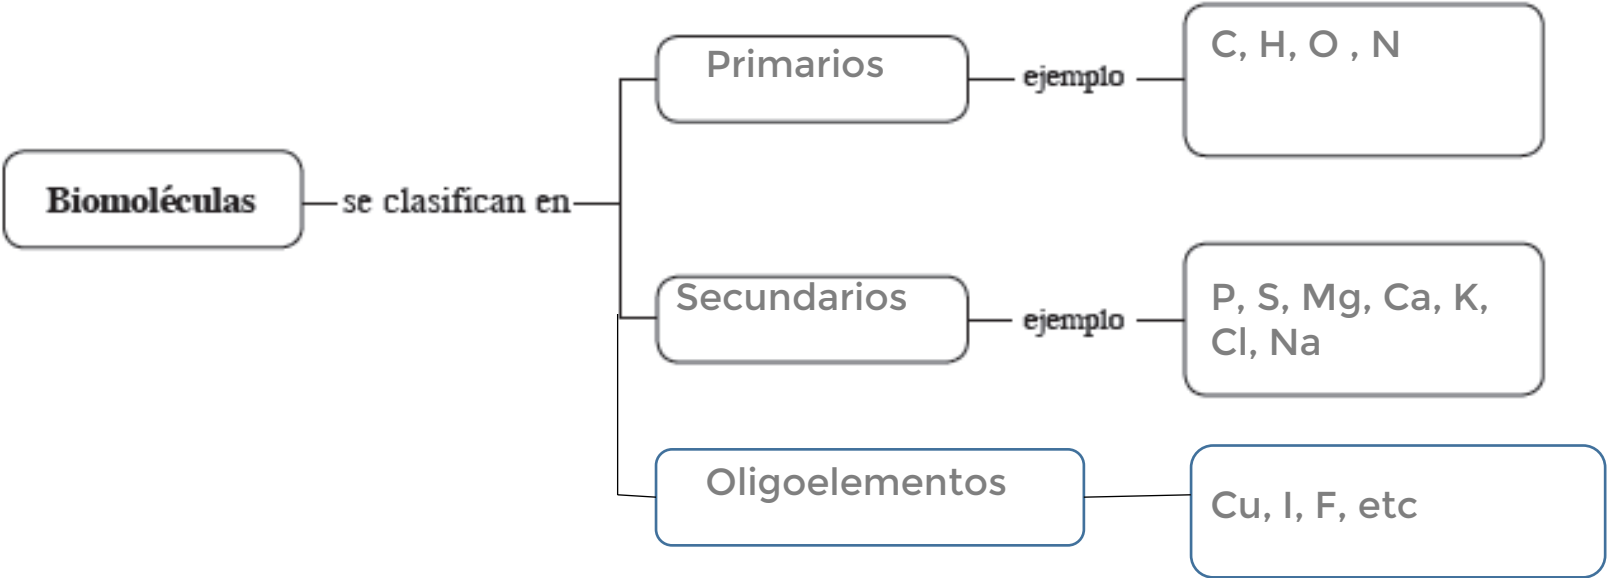 Primarios
ejemplo
C, H, O , N
Biomoléculas
se clasifican en
Secundarios
ejemplo
P, S, Mg, Ca, K,
Cl, Na
Oligoelementos
Cu, I, F, etc